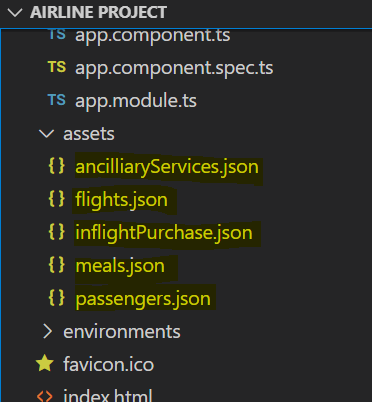 AIRLINE PROJECT
TS app.component.ts
TS app.component.spec.ts
TS app.module.ts
assets
{} ancilliaryServices.json
{} flights.json
{} inflightPurchase.json
{} meals.json
{} passengers.json
environments
favicon.ico
<> index.html